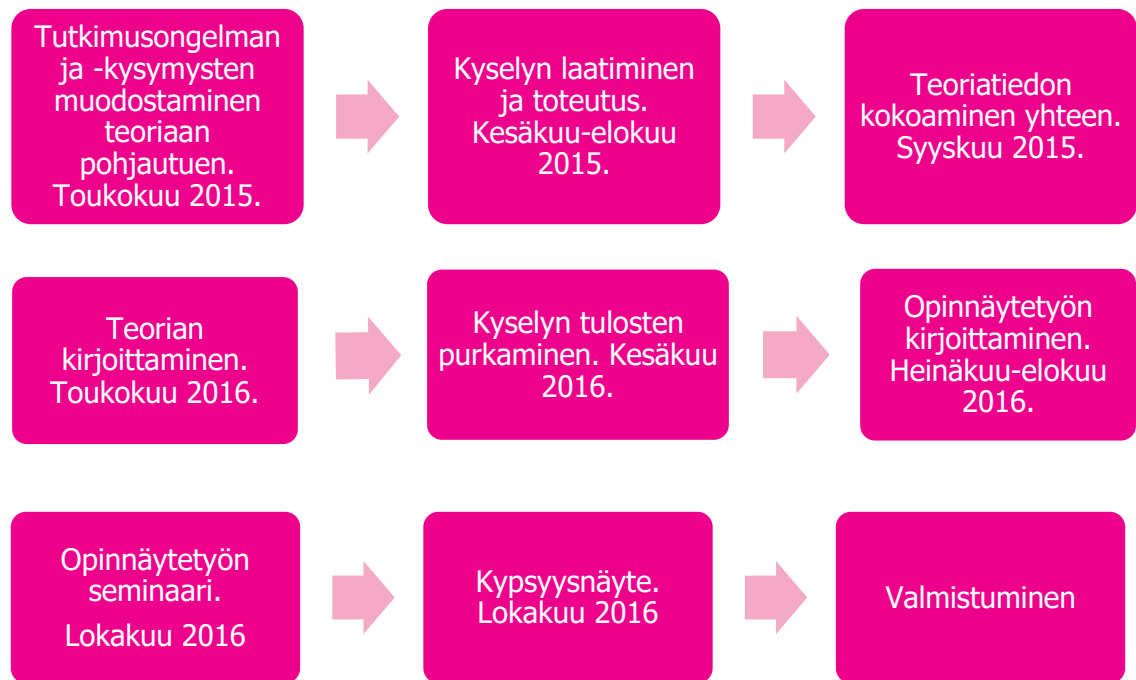 Tutkimusongelman
ja -kysymysten
muodostaminen
teoriaan
pohjautuen.
Toukokuu 2015.
Kyselyn laatiminen
ja toteutus.
Kesäkuu-elokuu
2015.
Teoriatiedon
kokoaminen yhteen.
Syyskuu 2015.
Teorian
kirjoittaminen.
Toukokuu 2016.
Kyselyn tulosten
purkaminen. Kesäkuu
2016.
Opinnäytetyön
kirjoittaminen.
Heinäkuu-elokuu
2016.
Opinnäytetyön
seminaari.
Lokakuu 2016
Kypsyysnäyte.
Lokakuu 2016
Valmistuminen